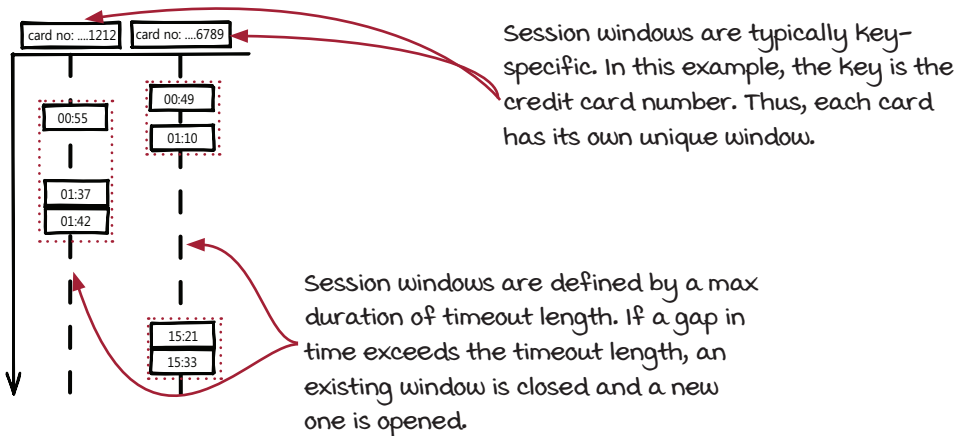 card no: ....1212
card no: ....6789
Session windows are typically key-
specific. In this example, the key is the
credit card number. Thus, each card
has its own unique window.
00:55
01:37
01:42
00:49
01:10
15:21
15:33
Session windows are defined by a max
duration of timeout length. If a gap in
time exceeds the timeout length, an
existing window is closed and a new
one is opened.